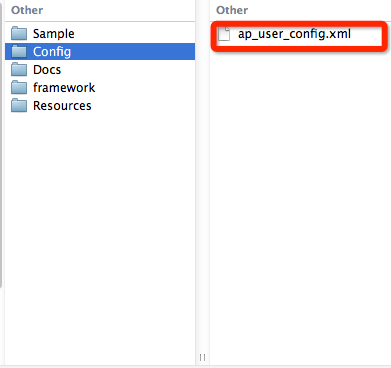 Other
Sample
Config
Docs
framework
Resources
Other
ap_user_config.xml